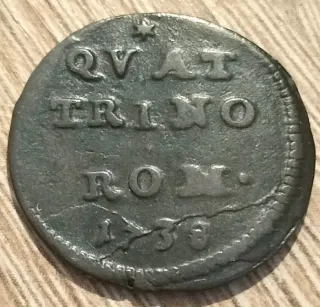 QVAT
TRINO
ROM·
1738